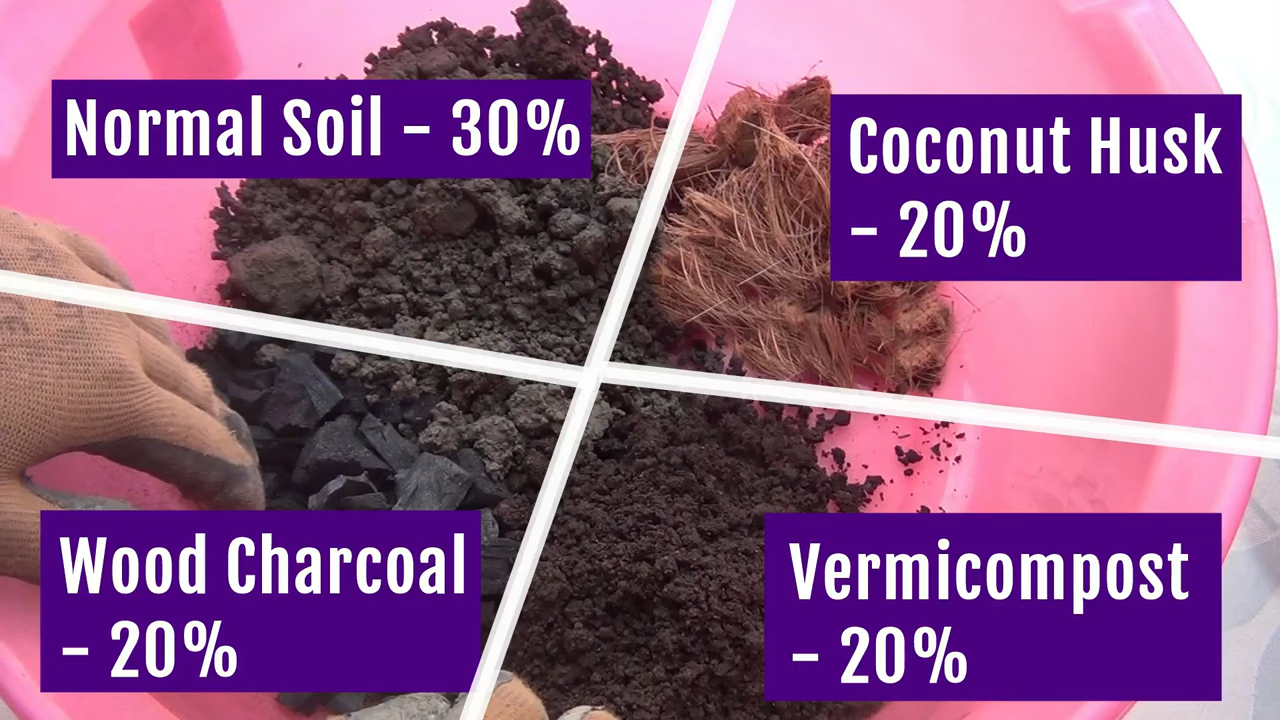 Normal Soil - 30%
Coconut Husk
- 20%
Wood Charcoal
- 20%
Vermicompost
- 20%